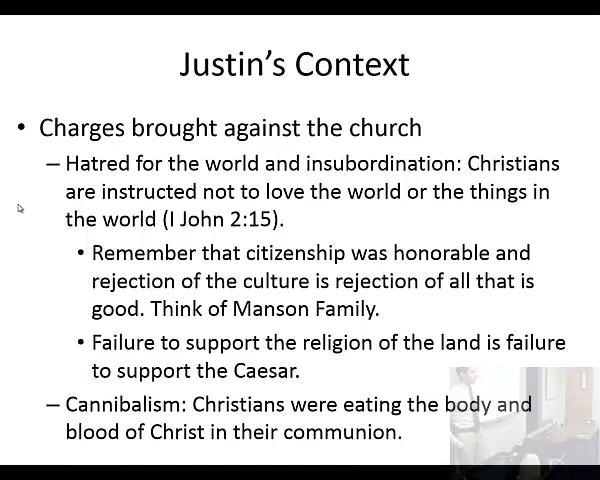 Justin's Context
• Charges brought against the church
– Hatred for the world and insubordination: Christians
are instructed not to love the world or the things in
the world (I John 2:15).
• Remember that citizenship was honorable and
rejection of the culture is rejection of all that is
good. Think of Manson Family.
• Failure to support the religion of the land is failure
to support the Caesar.
– Cannibalism: Christians were eating the body and
blood of Christ in their communion.